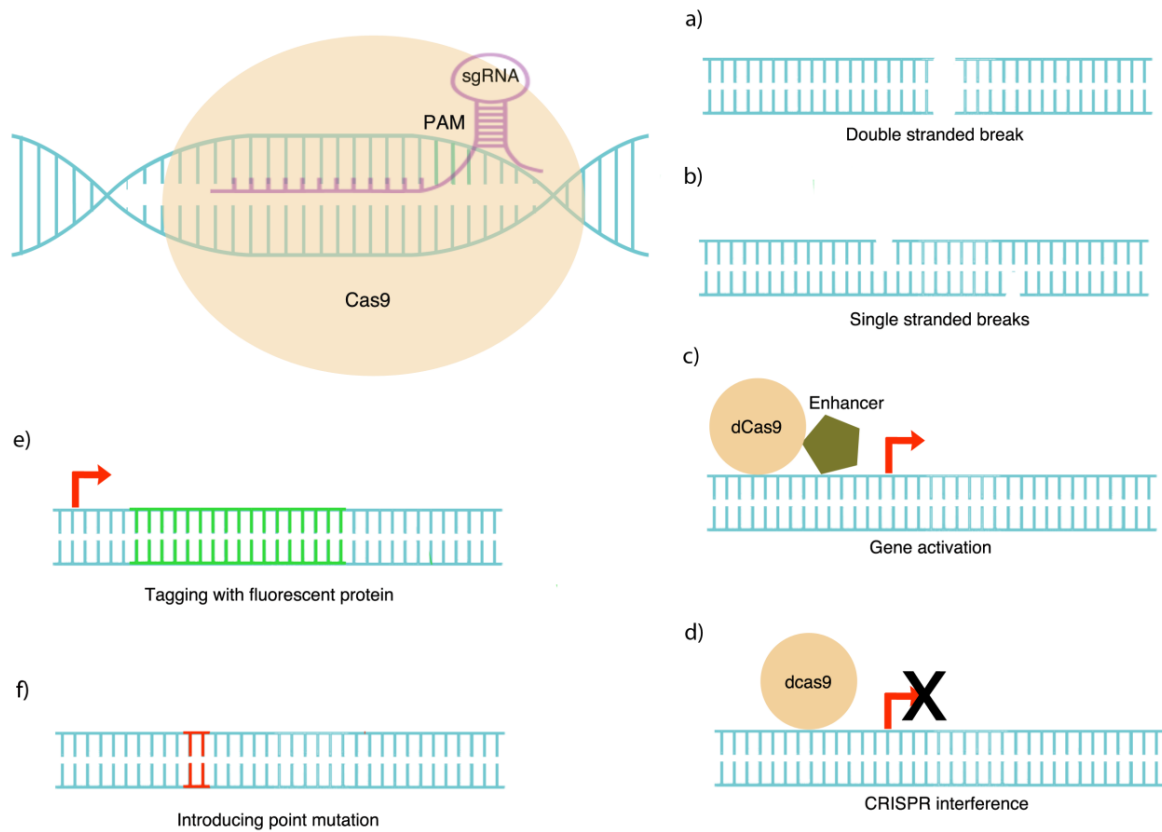 sgRNA
PAM
Cas9
a)
Double stranded break
b)
Single stranded breaks
c)
dCas9
Enhancer
Gene activation
d)
dcas9
X
CRISPR interference
e)
Tagging with fluorescent protein
f)
Introducing point mutation